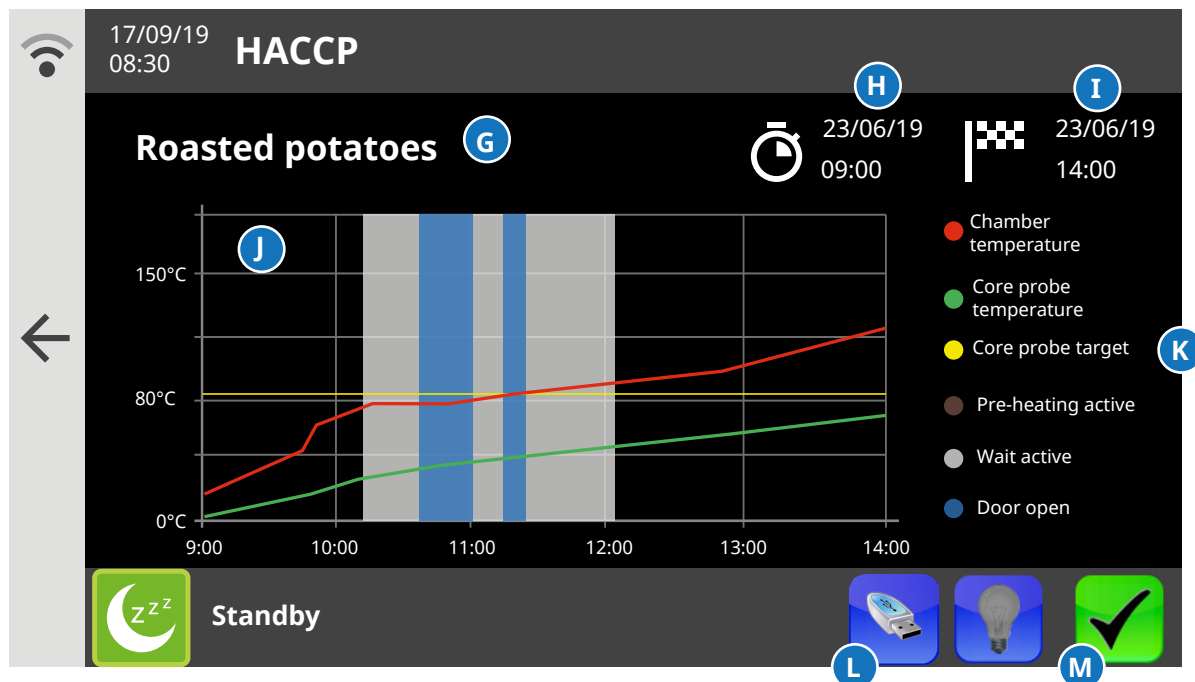 17/09/19
08:30
HACCP
H
I
Roasted potatoes
G
23/06/19
09:00
23/06/19
14:00
J
150°C
80°C
0°C
9:00
10:00
11:00
12:00
13:00
14:00
Chamber
temperature
Core probe
temperature
Core probe target
K
Pre-heating active
Wait active
Door open
zzz
Standby
L
M